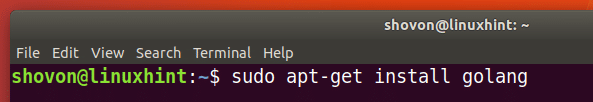 shovon@linuxhint: ~
File Edit View Search Terminal Help
shovon@linuxhint:~$ sudo apt-get install golang